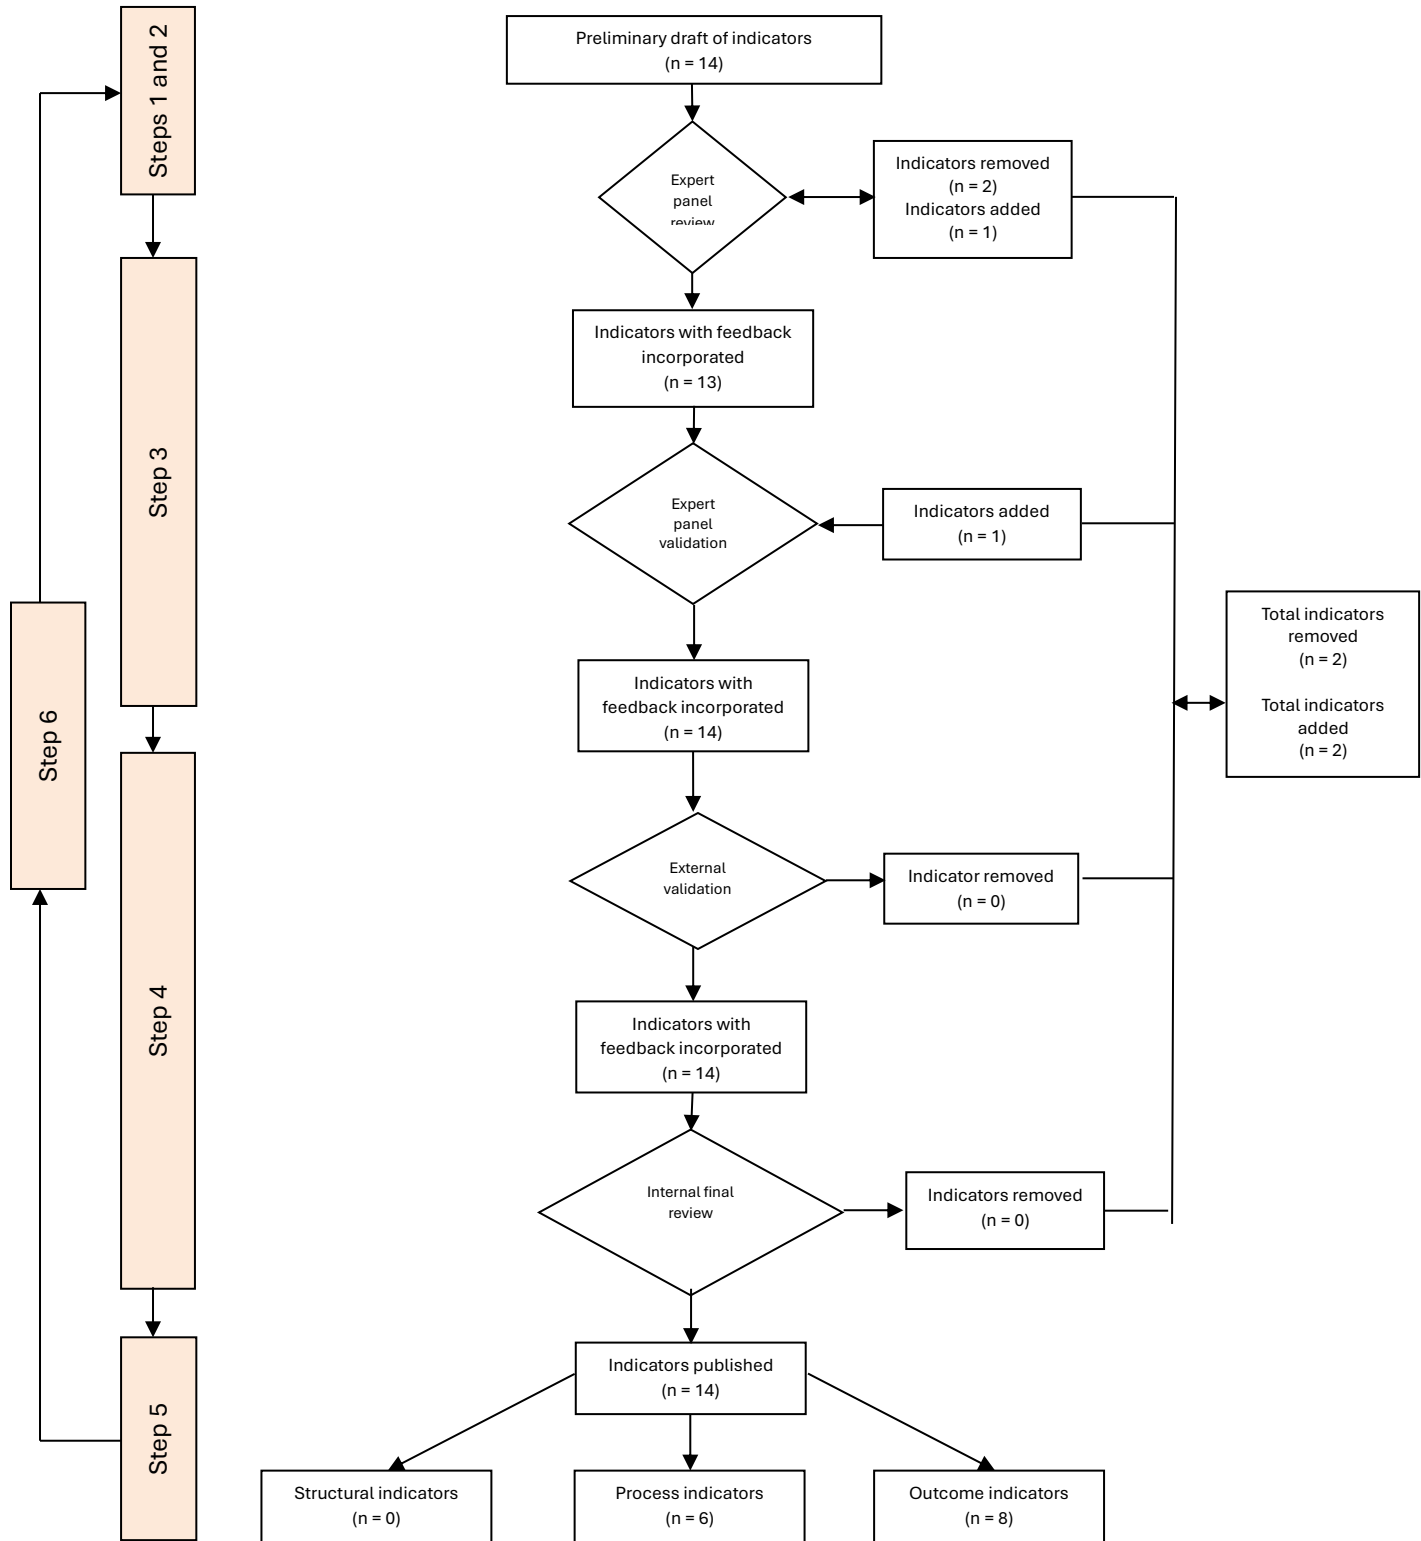 Steps 1 and 2
Preliminary draft of indicators
(n = 14)
Expert
panel
review
Indicators removed
(n = 2)
Indicators added
(n = 1)
Indicators with feedback
incorporated
(n = 13)
Step 3
Expert
panel
validation
Indicators added
(n = 1)
Total indicators
removed
(n = 2)
Total indicators
added
(n = 2)
Indicators with
feedback incorporated
(n = 14)
Step 6
External
validation
Indicator removed
(n = 0)
Step 4
Indicators with
feedback incorporated
(n = 14)
Internal final
review
Indicators removed
(n = 0)
Indicators published
(n = 14)
Step 5
Structural indicators
(n = 0)
Process indicators
(n = 6)
Outcome indicators
(n = 8)